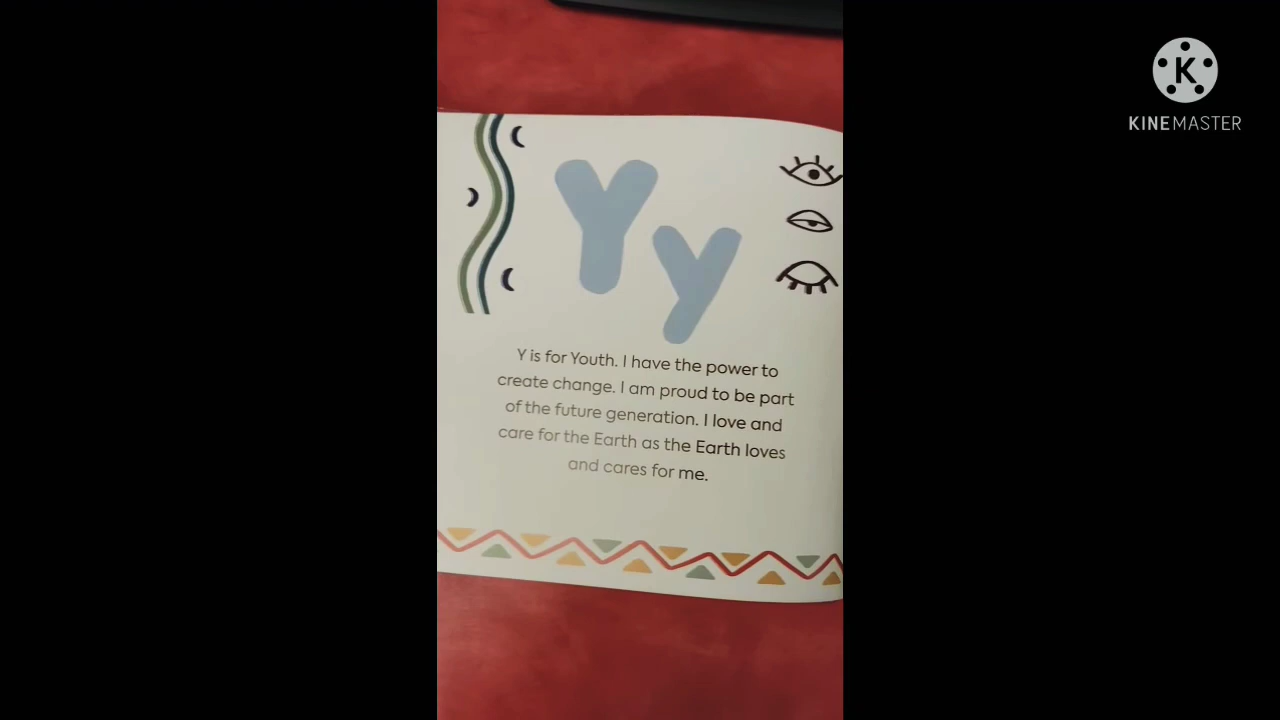 K
KINEMASTER
Yy
Y is for Youth. I have the power to
create change. I am proud to be part
of the future generation. I love and
care for the Earth as the Earth loves
and cares for me.